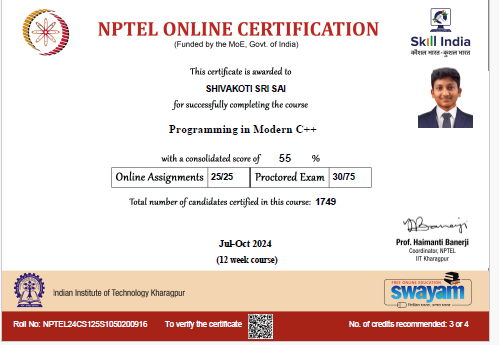 NPTEL ONLINE CERTIFICATION
(Funded by the MoE, Govt. of India)
Skill India
कौशल भारत - कुशल भारत
This certificate is awarded to
SHIVAKOTI SRI SAI
for successfully completing the course
Programming in Modern C++
with a consolidated score of 55 %
Online Assignments 25/25 Proctored Exam 30/75
Total number of candidates certified in this course: 1749
Jul-Oct 2024
(12 week course)
Prof. Haimanti Banerji
Coordinator, NPTEL
IIT Kharagpur
Indian Institute of Technology Kharagpur
FREE ONLINE EDUCATION
swayam
Roll No: NPTEL24CS125S1050200916 To verify the certificate No. of credits recommended: 3 or 4